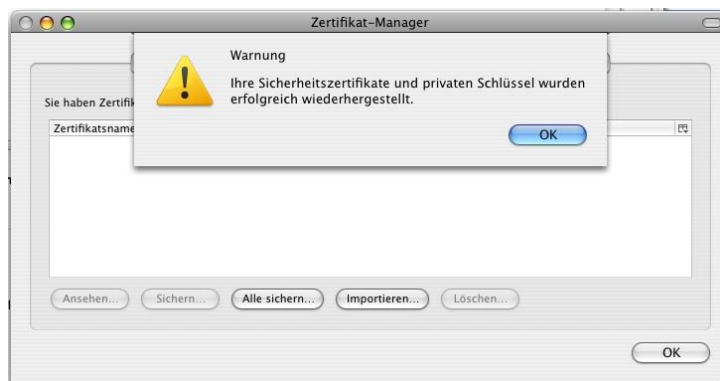 Zertifikat-Manager
Warnung
Ihre Sicherheitszertifikate und privaten Schlüssel wurden
erfolgreich wiederhergestellt.
OK
Sie haben Zertifik
Zertifikatsname
Ansehen... Sichern... Alle sichern... Importieren... Löschen...
OK